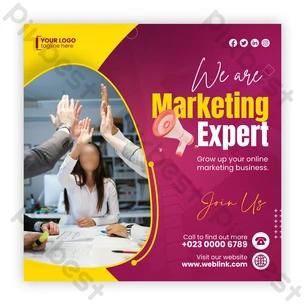 YOUR LOGO
tagline here
We are
Marketing
Expert
Grow up your online
marketing business.
Join Us
Call to find out more
+023 0000 6789
Visit our website
www.weblink.com